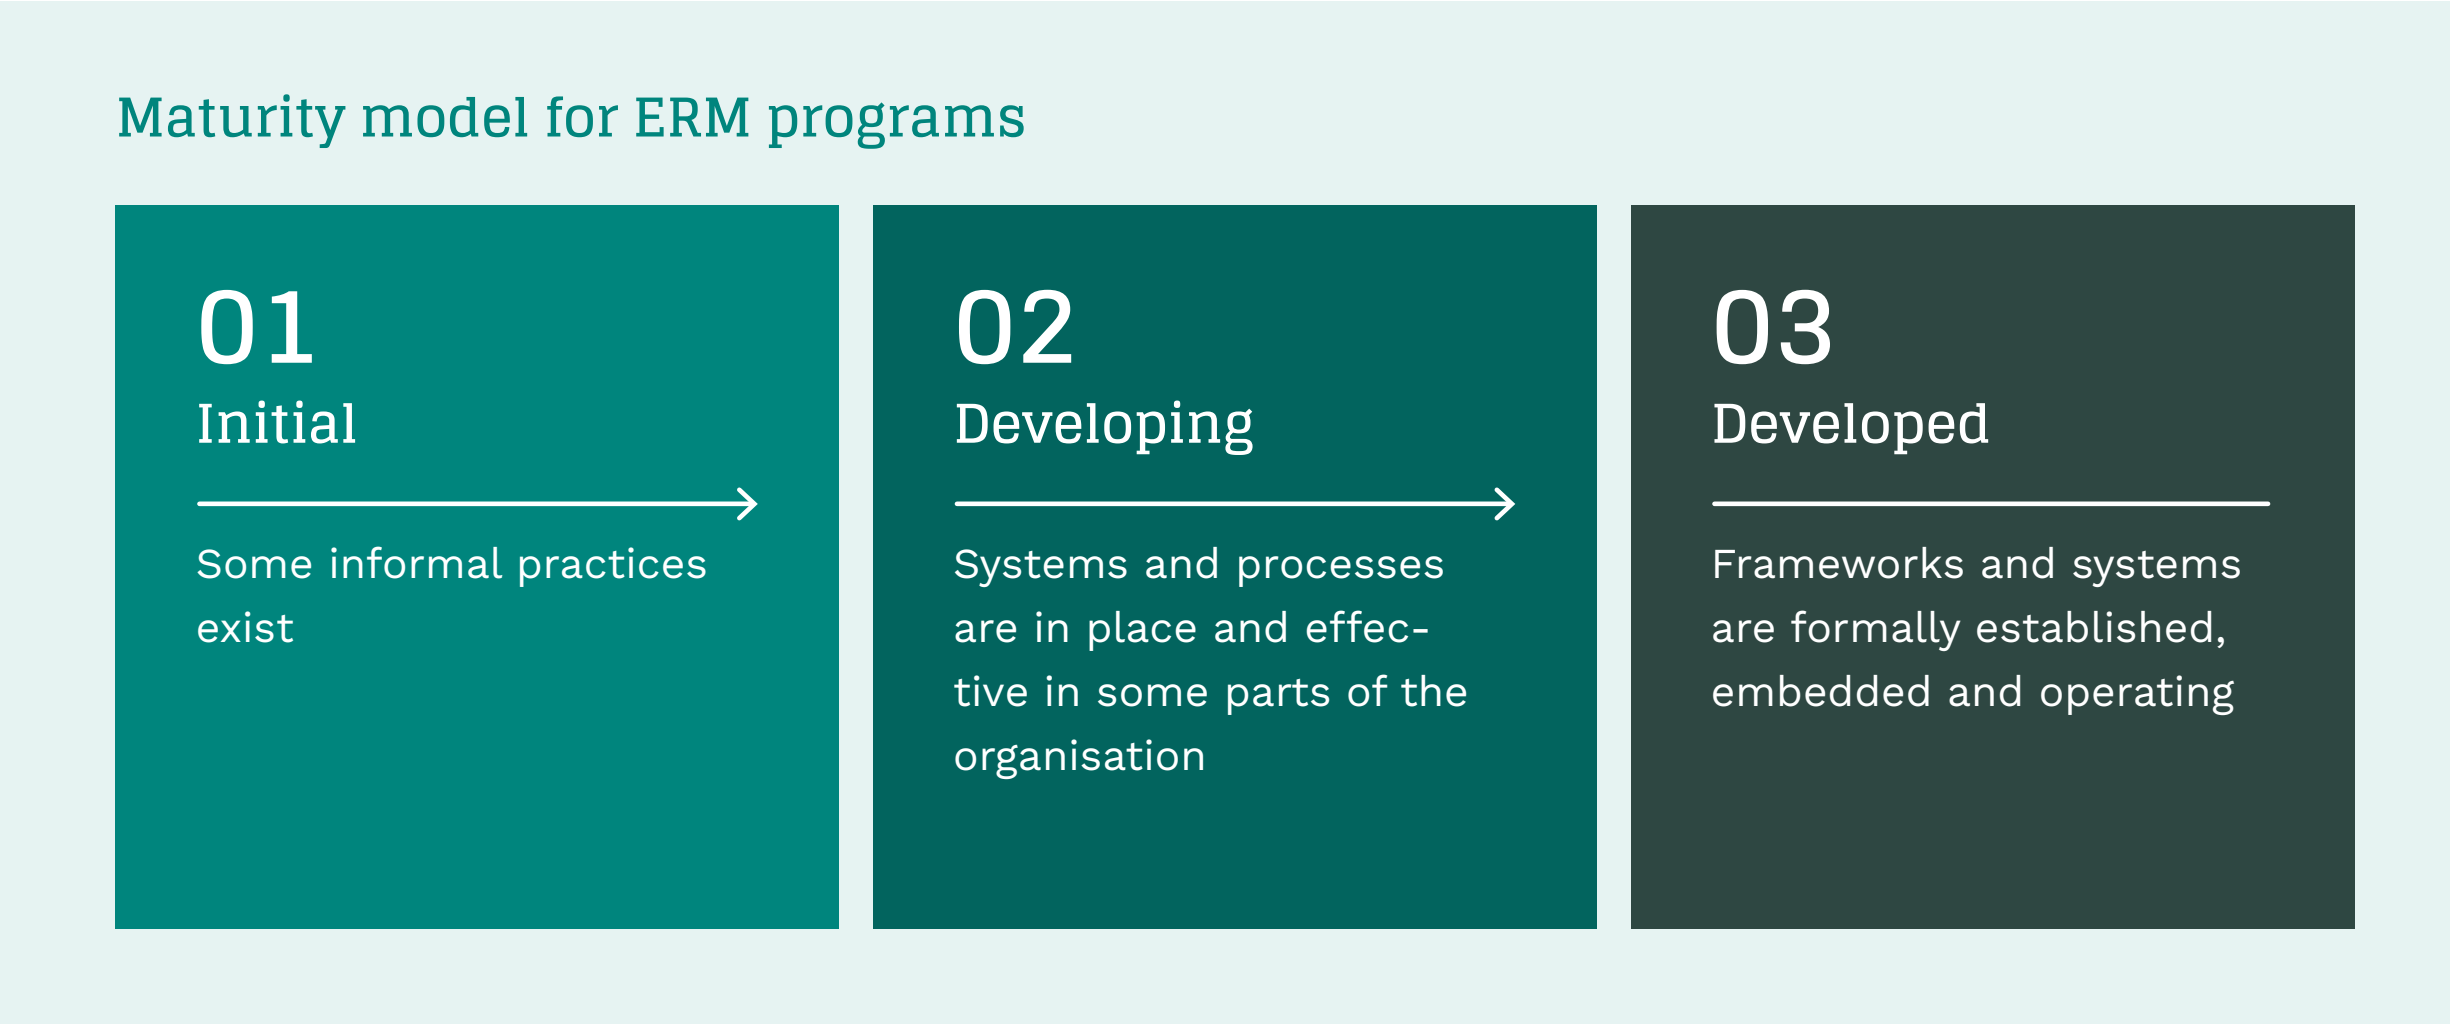 Maturity model for ERM programs
01
Initial
Some informal practices
exist
02
Developing
Systems and processes
are in place and effec-
tive in some parts of the
organisation
03
Developed
Frameworks and systems
are formally established,
embedded and operating